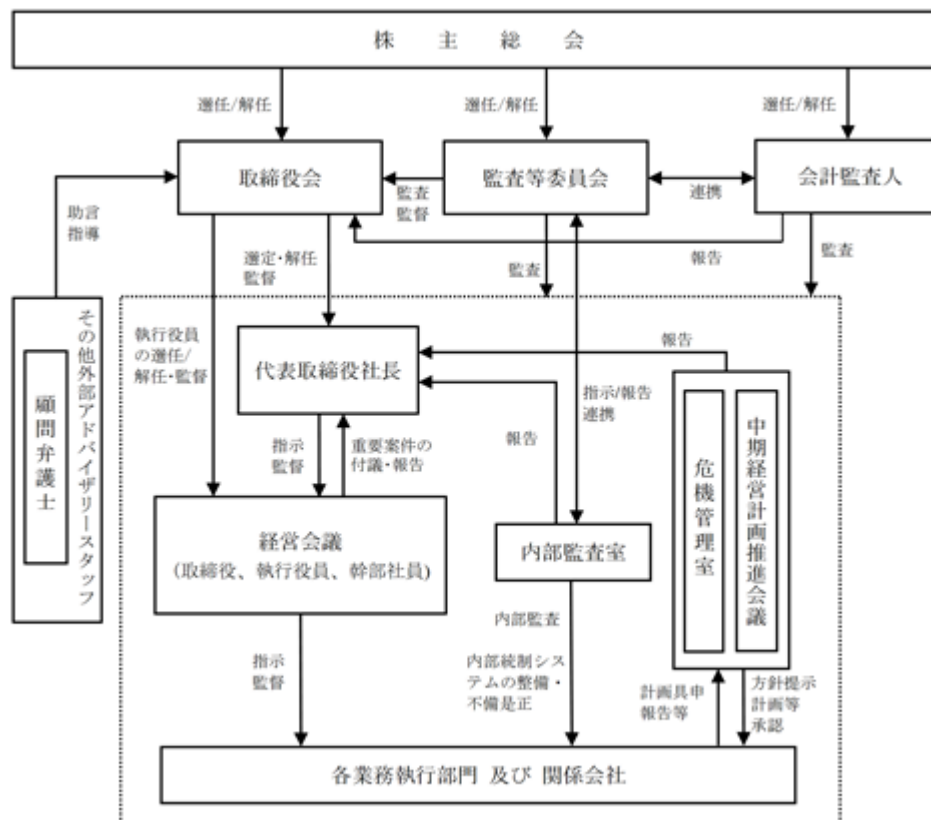 株主総会
選任/解任
選任/解任
選任/解任
取締役会
監査等委員会
会計監査人
監査
監督
連携
助言
指導
報告
選定・解任
監督
監査
監査
その他外部アドバイザリースタッフ
顧問弁護士
執行役員
の選任/
解任・監督
代表取締役社長
報告
指示/報告
連携
指示
監督
重要案件の
付議・報告
報告
危機管理室
中期経営計画推進会議
経営会議
（取締役、執行役員、幹部社員)
内部監査室
内部監査
指示
監督
内部統制シス
テムの整備・
不備是正
計画具申
報告等
方針提示
計画等
承認
各業務執行部門 及び 関係会社